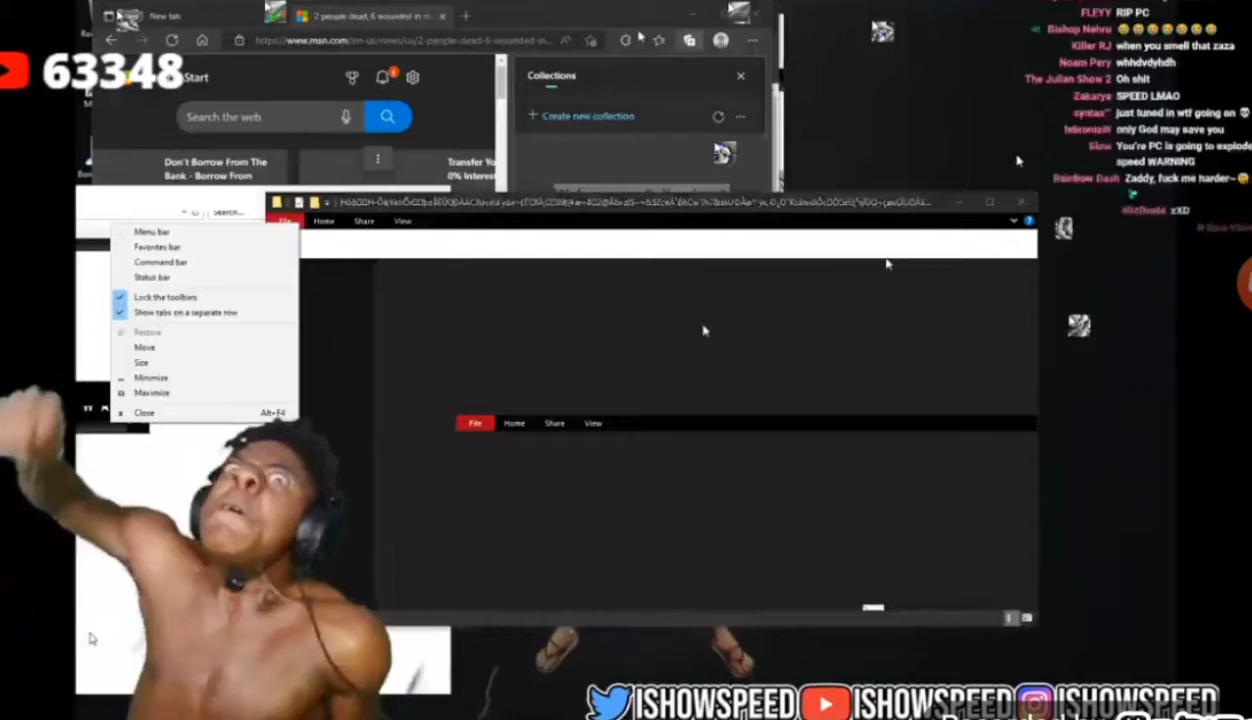 New tab
2 people dead, 6 wounded in m
https://www.msn.com/en-us/news/us/2-people-dead-6-wounded-in-m...
63348
Start
Search the web
Collections
Create new collection
Don't Borrow From The
Bank - Borrow From
Transfer Yo
0% Interes
Search...
Home
Share
View
Menu bar
Favorites bar
Command bar
Status bar
Lock the toolbars
Show tabs on a separate row
Restore
Move
Size
Minimize
Maximize
Close Alt+F4
File
Home
Share
View
FLEYY RIP PC
Bishop Nehru
Killer RJ when you smell that zaza
Noam Pery whhdvdyhdh
The Julian Show 2 Oh shit
Zakarye SPEED LMAO
just tuned in wtf going on
only God may save you
You're PC is going to explode
speed WARNING
Rainbow Dash Zaddy, fuck me harder~
zXD
ISHOWSPEED
ISHOWSPEED
ISHOWSPEED